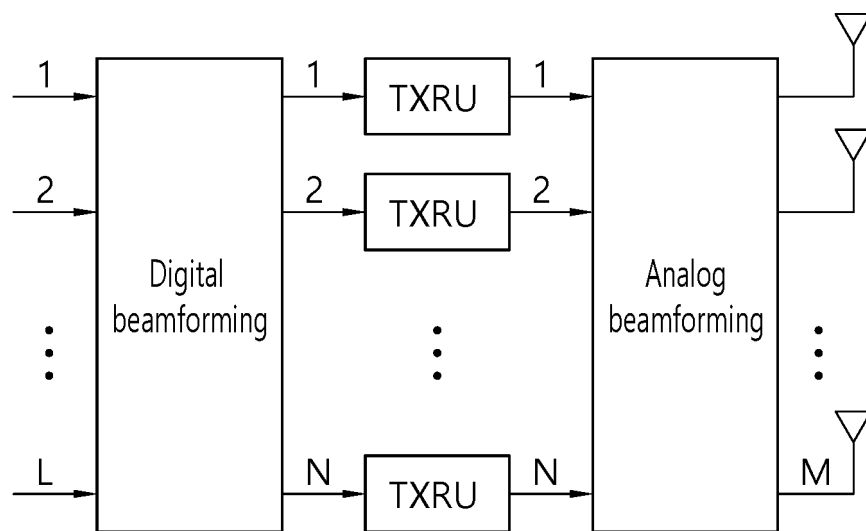 1 1 TXRU 1
2 2 TXRU 2
Digital
beamforming
Analog
beamforming
L N TXRU N M